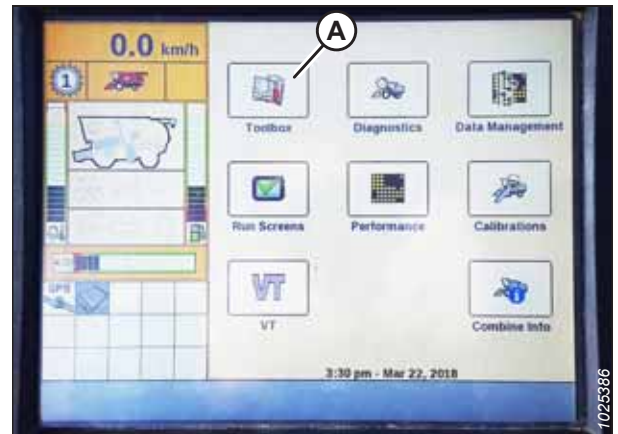 0.0 km/h
A
1
Toolbox
Diagnostics
Data Management
Run Screens
Performance
Calibrations
GPS
VT
VT
Combine Info
3:30 pm - Mar 22, 2018
1025386